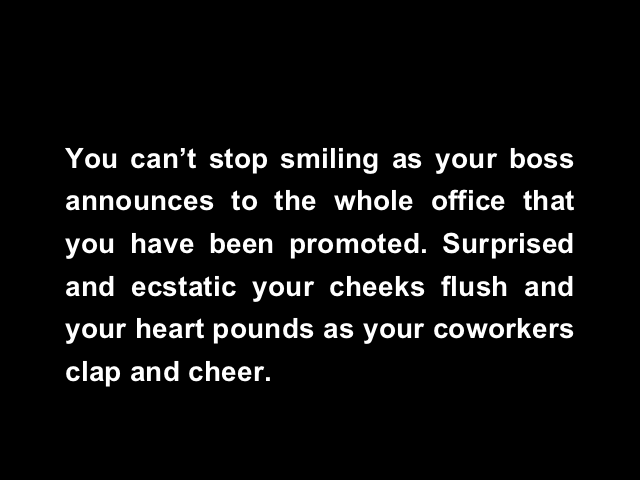 You can’t stop smiling as your boss
announces to the whole office that
you have been promoted. Surprised
and ecstatic your cheeks flush and
your heart pounds as your coworkers
clap and cheer.